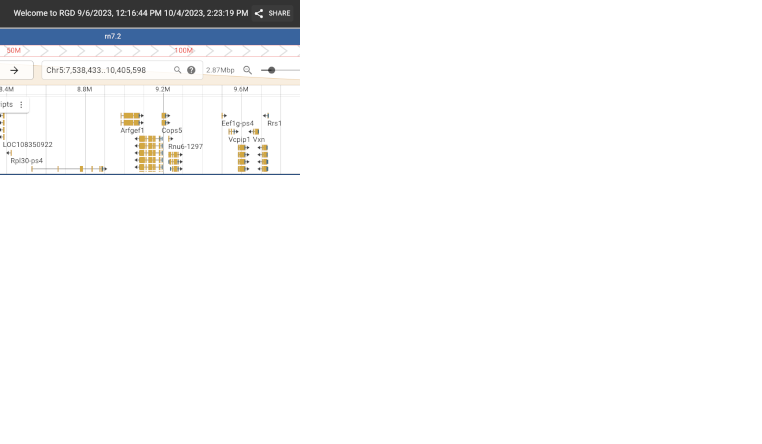 Welcome to RGD 9/6/2023, 12:16:44 PM 10/4/2023, 2:23:19 PM SHARE
rn7.2
50M 100M
Chr5:7,538,433..10,405,598 2.87Mbp
8.4M 8.8M 9.2M 9.6M
ipts
Eef1g-ps4 Rrs1
Arfgef1 Cops5
Vcpip1 Vxn
LOC108350922 Rnu6-1297
Rpl30-ps4